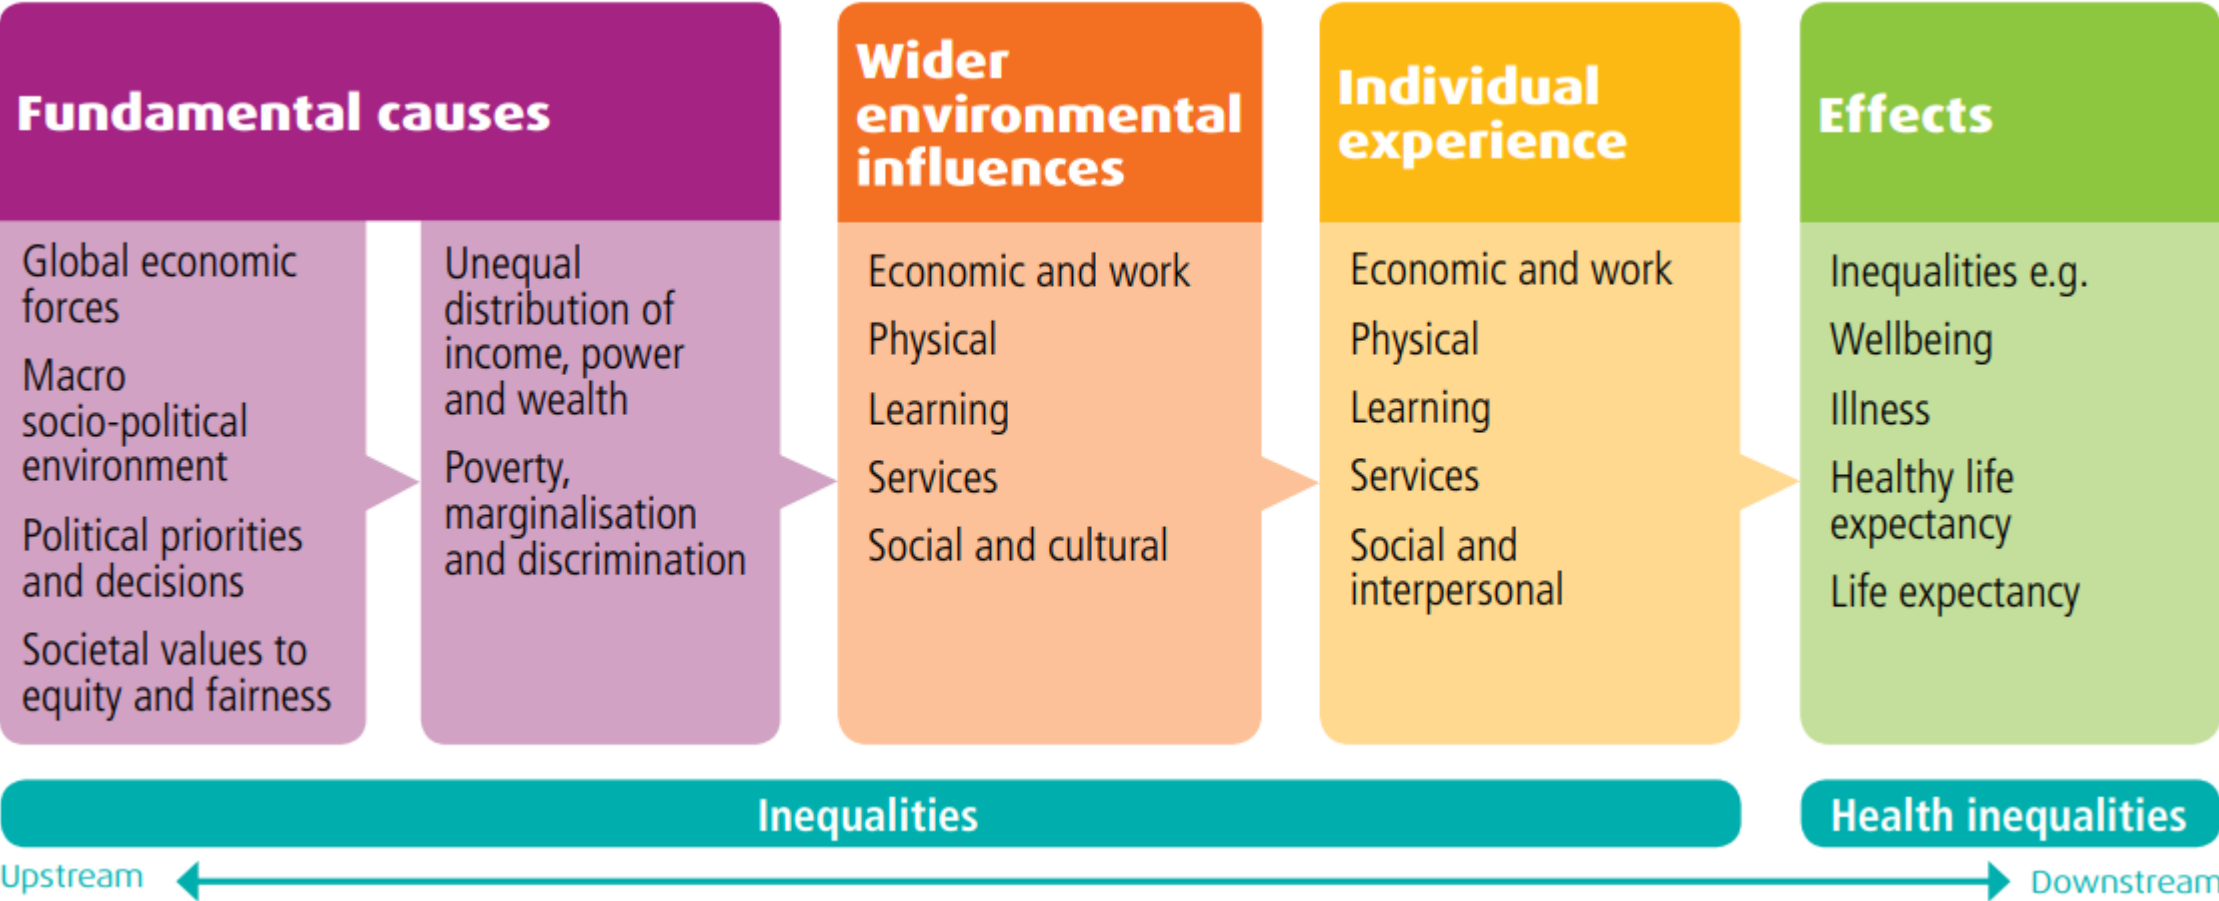 Fundamental causes
Global economic
forces
Macro
socio-political
environment
Political priorities
and decisions
Societal values to
equity and fairness
Unequal
distribution of
income, power
and wealth
Poverty,
marginalisation
and discrimination
Wider
environmental
influences
Economic and work
Physical
Learning
Services
Social and cultural
Individual
experience
Economic and work
Physical
Learning
Services
Social and
interpersonal
Effects
Inequalities e.g.
Wellbeing
Illness
Healthy life
expectancy
Life expectancy
Inequalities
Health inequalities
Upstream
Downstream